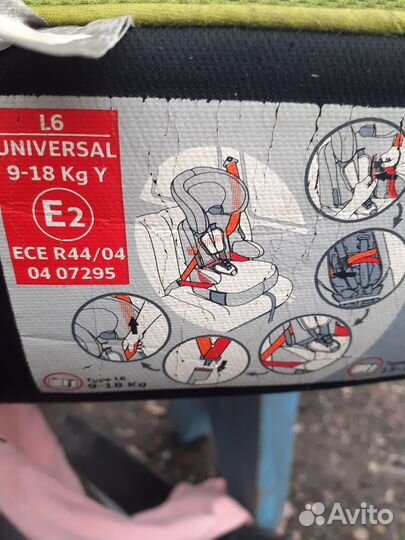 L6
UNIVERSAL
9-18 Kg Y
E2
ECE R44/04
04 07295
Type L6
9-18 Kg
Avito